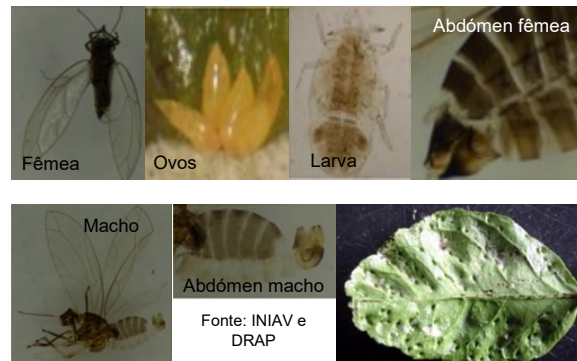 Abdómen fêmea
Fêmea
Ovos
Larva
Macho
Abdómen macho
Fonte: INIAV e
DRAP